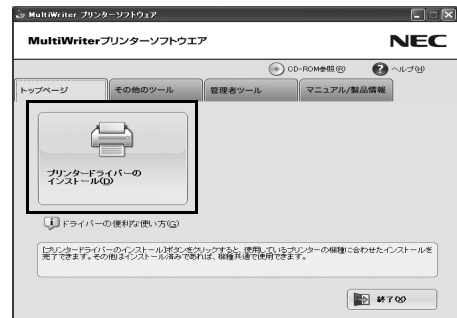 MultiWriter プリンターソフトウエア
MultiWriterプリンターソフトウエア
NEC
CD-ROM参照(R)
ヘルプ(H)
トップページ
その他のツール
管理者ツール
マニュアル/製品情報
プリンタードライバーの
インストール(D)
ドライバーの便利な使い方(G)
[プリンタードライバーのインストール]ボタンをクリックすると、使用しているプリンターの機種に合わせたインストールを
完了できます。その他はインストール済みであれば、機種共通で使用できます。
終了(X)